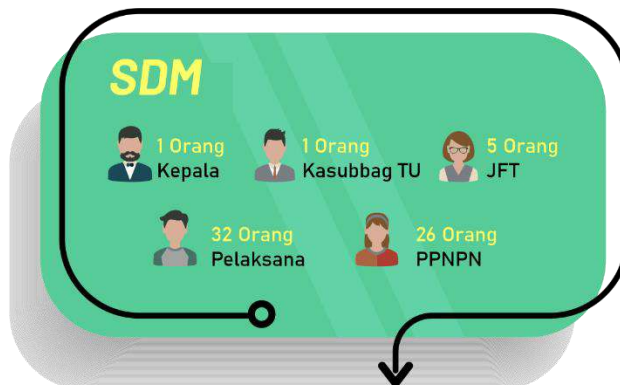 SDM
1 Orang
Kepala
1 Orang
Kasubbag TU
5 Orang
JFT
32 Orang
Pelaksana
26 Orang
PPNPN